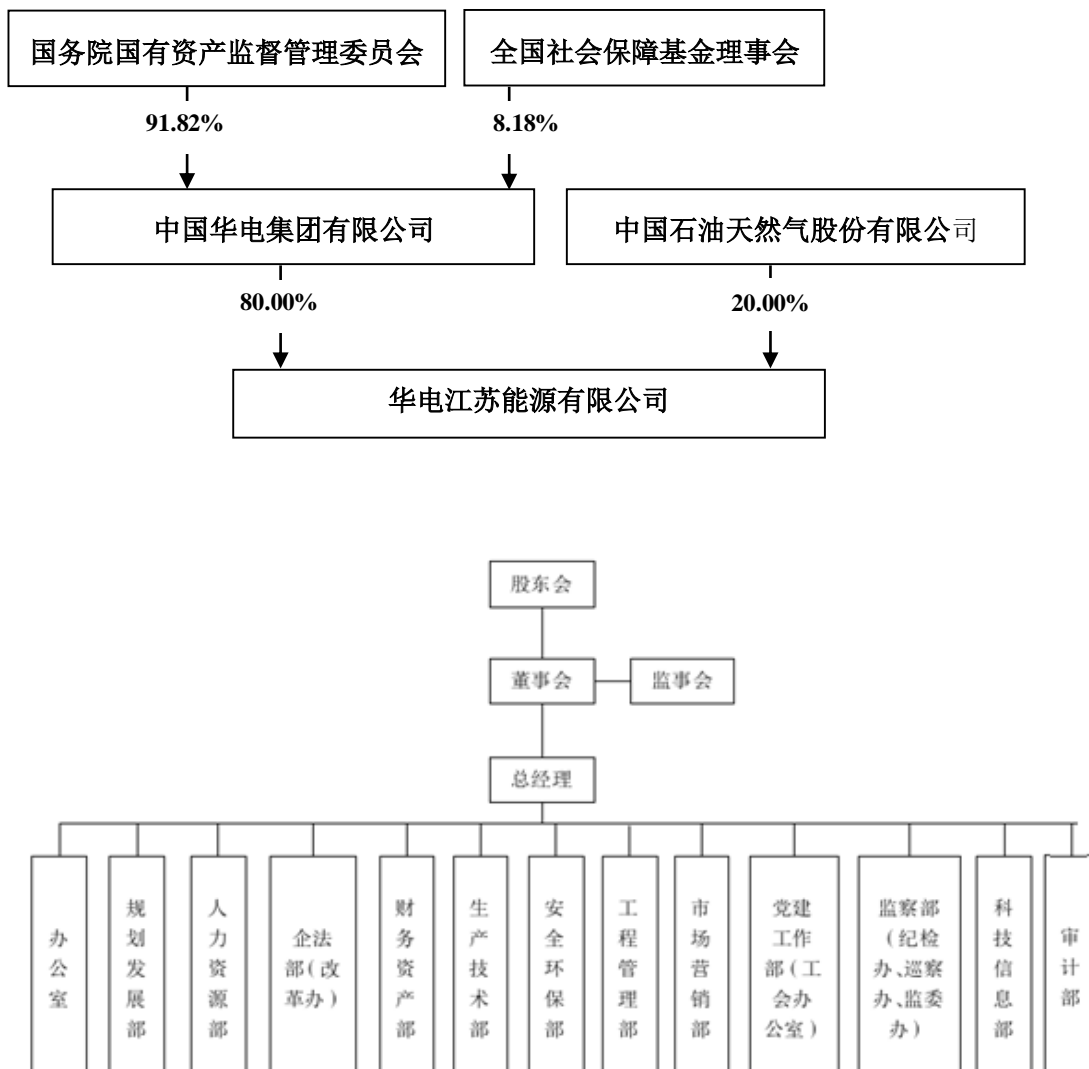 国务院国有资产监督管理委员会
全国社会保障基金理事会
91.82%
8.18%
中国华电集团有限公司
中国石油天然气股份有限公司
80.00%
20.00%
华电江苏能源有限公司
股东会
董事会
监事会
总经理
办
公
室
规
划
发
展
部
人
力
资
源
部
企法
部(改
革办)
财
务
资
产
部
生
产
技
术
部
安
全
环
保
部
工
程
管
理
部
市
场
营
销
部
党建
工作
部(工
会办
公室)
监察部
(纪检
办、巡察
办、监委
办)
科
技
信
息
部
审
计
部